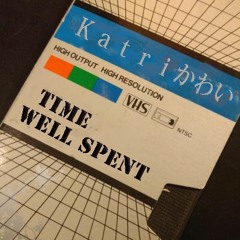 Katriかわい
HIGH OUTPUT HIGH RESOLUTION
VHS
NTSC
TIME
WELL SPENT